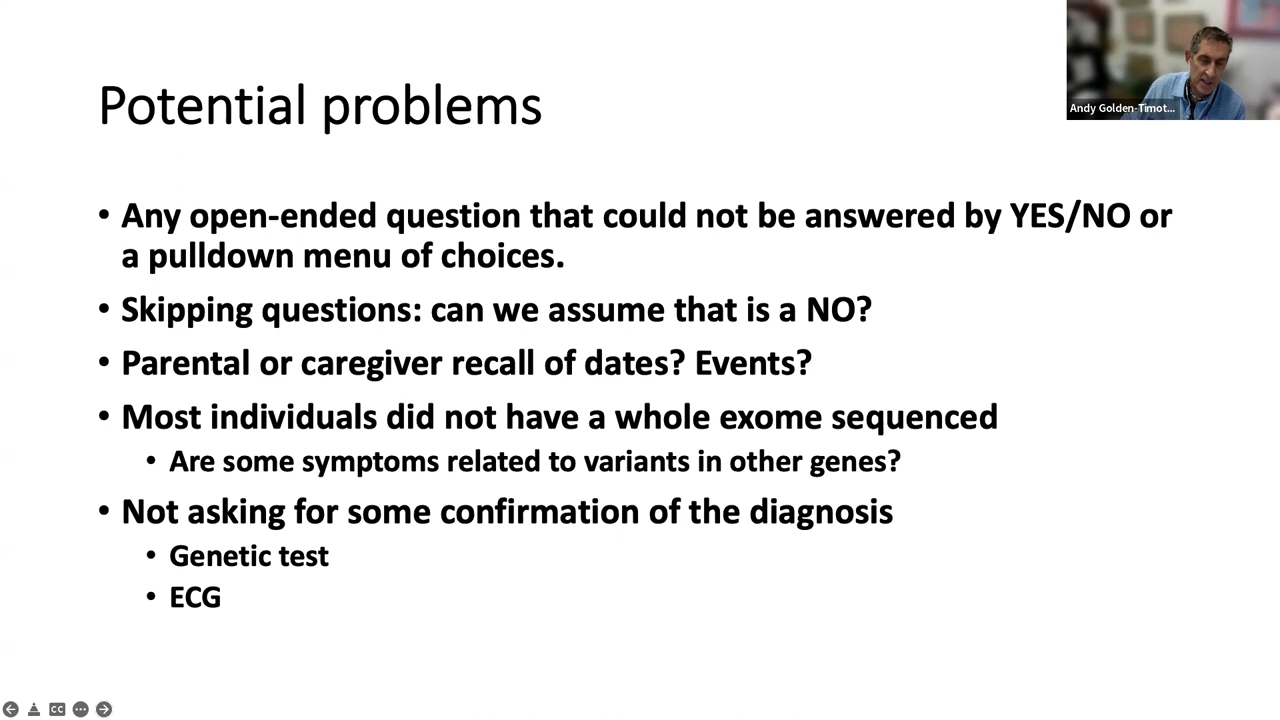 Potential problems
Andy Golden-Timot...
• Any open-ended question that could not be answered by YES/NO or
a pulldown menu of choices.
• Skipping questions: can we assume that is a NO?
• Parental or caregiver recall of dates? Events?
• Most individuals did not have a whole exome sequenced
• Are some symptoms related to variants in other genes?
• Not asking for some confirmation of the diagnosis
• Genetic test
• ECG
CC